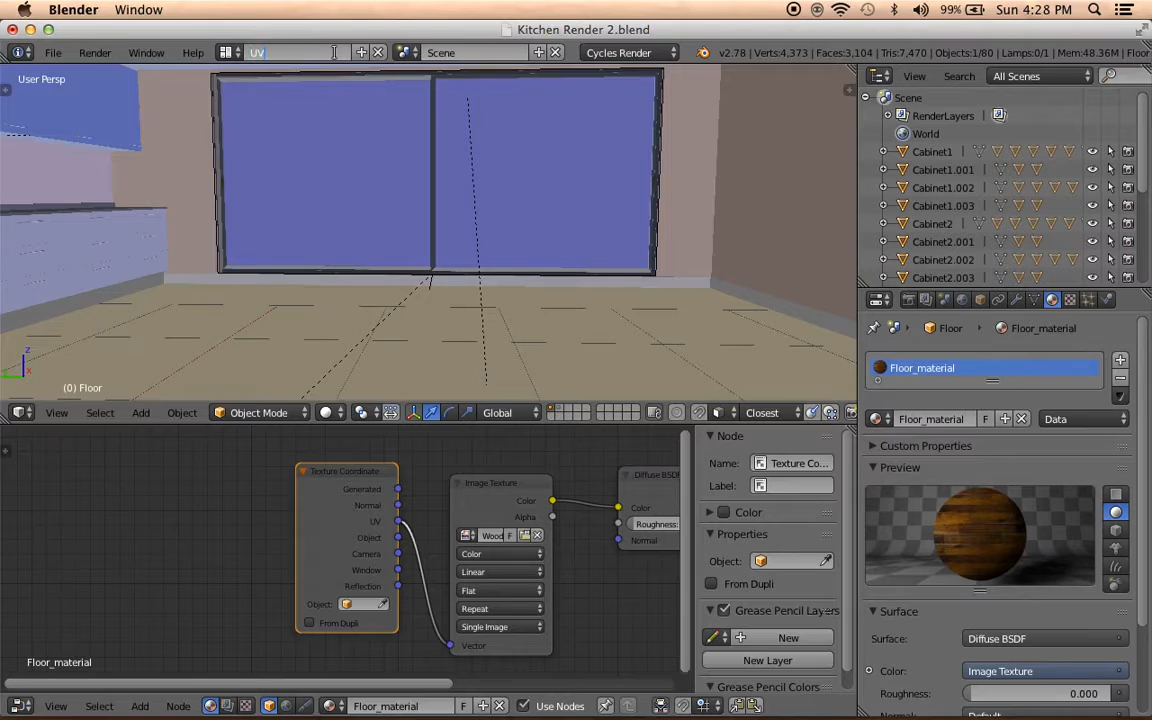 Blender Window 99% Sun 4:28 PM
Kitchen Render 2.blend
File Render Window Help UV Scene Cycles Render v2.78 | Verts:4,373 | Faces:3,104 | Tris:7,470 | Objects:1/80 | Lamps:0/1 | Mem:48.36M | Floor
User Persp
View Search All Scenes
Scene
RenderLayers
World
Cabinet1
Cabinet1.001
Cabinet1.002
Cabinet1.003
Cabinet2
Cabinet2.001
Cabinet2.002
Cabinet2.003
(0) Floor
View Select Add Object Object Mode Global Closest
Floor Floor_material
Floor_material
Floor_material F Data
Custom Properties
Preview
Surface
Surface: Diffuse BSDF
Color: Image Texture
Roughness: 0.000
Texture Coordinate
Generated
Normal
UV
Object
Camera
Window
Reflection
Object:
From Dupli
Image Texture
Color
Alpha
Wood F
Color
Linear
Flat
Repeat
Single Image
Vector
Diffuse BSDF
Color
Roughness:
Normal
Node
Name: Texture Co...
Label:
Color
Properties
Object:
From Dupli
Grease Pencil Layers
New
New Layer
Grease Pencil Colors
Floor_material
View Select Add Node Floor_material F Use Nodes